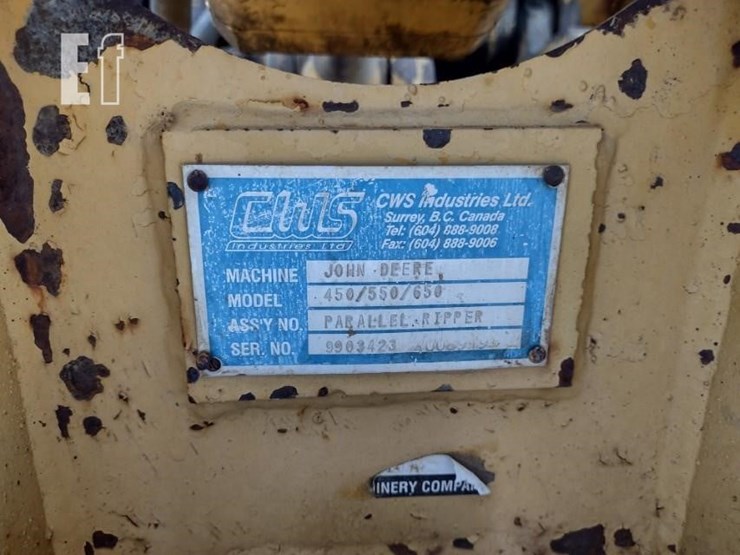 Ef
CWS Industries Ltd.
Surrey, B.C. Canada
Tel: (604) 888-9008
Fax: (604) 888-9006
CWS
Industries Ltd
MACHINE JOHN DEERE
MODEL 450/550/650
ASS'Y NO. PARALLEL RIPPER
SER. NO. 9903423
INERY COMPA